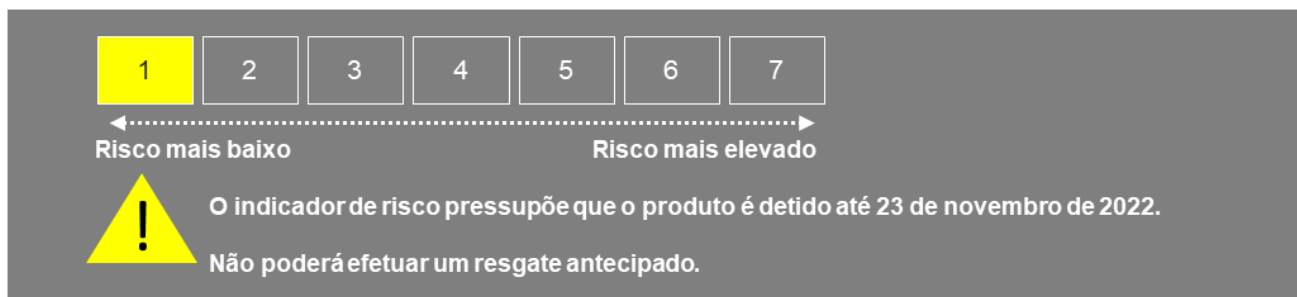 1 2 3 4 5 6 7
Risco mais baixo Risco mais elevado
! O indicador de risco pressupõe que o produto é detido até 23 de novembro de 2022.
Não poderá efetuar um resgate antecipado.